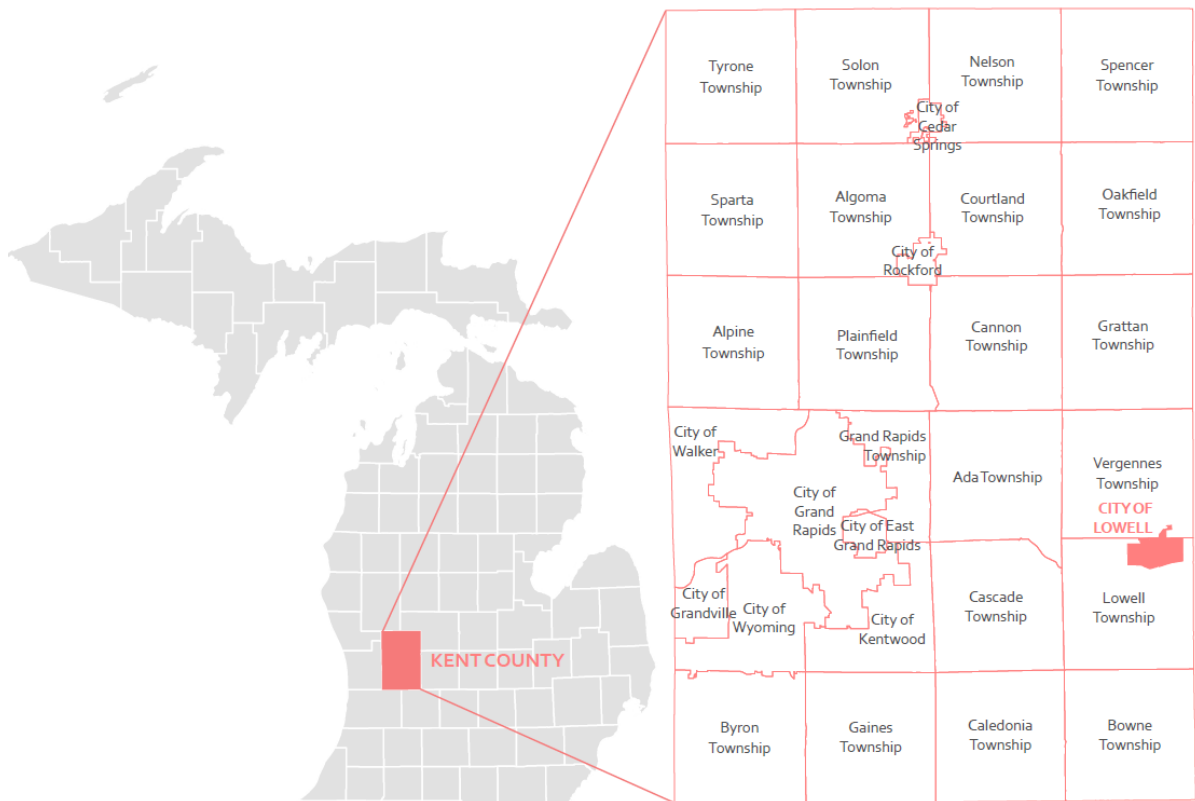 Tyrone
Township
Solon
Township
Nelson
Township
Spencer
Township
City of
Cedar
Springs
Sparta
Township
Algoma
Township
Courtland
Township
Oakfield
Township
City of
Rockford
Alpine
Township
Plainfield
Township
Cannon
Township
Grattan
Township
City of
Walker
Grand Rapids
Township
Ada Township
Vergennes
Township
City of
Grand
Rapids
City of East
Grand Rapids
CITY OF
LOWELL
City of
Grandville
City of
Wyoming
City of
Kentwood
Cascade
Township
Lowell
Township
KENT COUNTY
Byron
Township
Gaines
Township
Caledonia
Township
Bowne
Township